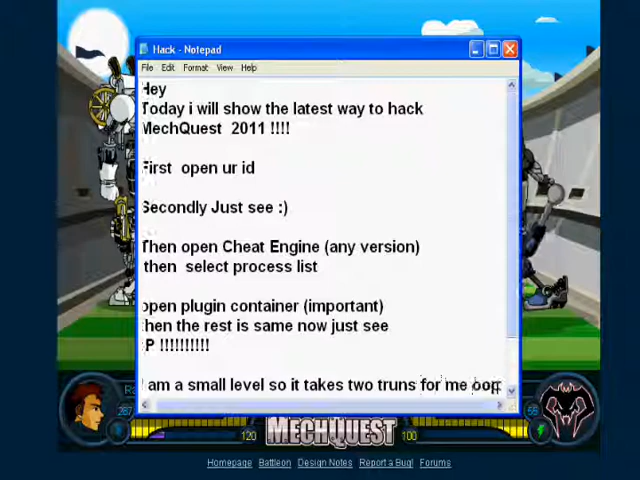 Hack - Notepad
File Edit Format View Help
Hey
Today i will show the latest way to hack
MechQuest 2011 !!!!
First open ur id
Secondly Just see :)
Then open Cheat Engine (any version)
then select process list
open plugin container (important)
then the rest is same now just see
:P !!!!!!!!!!
I am a small level so it takes two truns for me oop
120
MECHQUEST
100
Homepage Battleon Design Notes Report a Bug! Forums